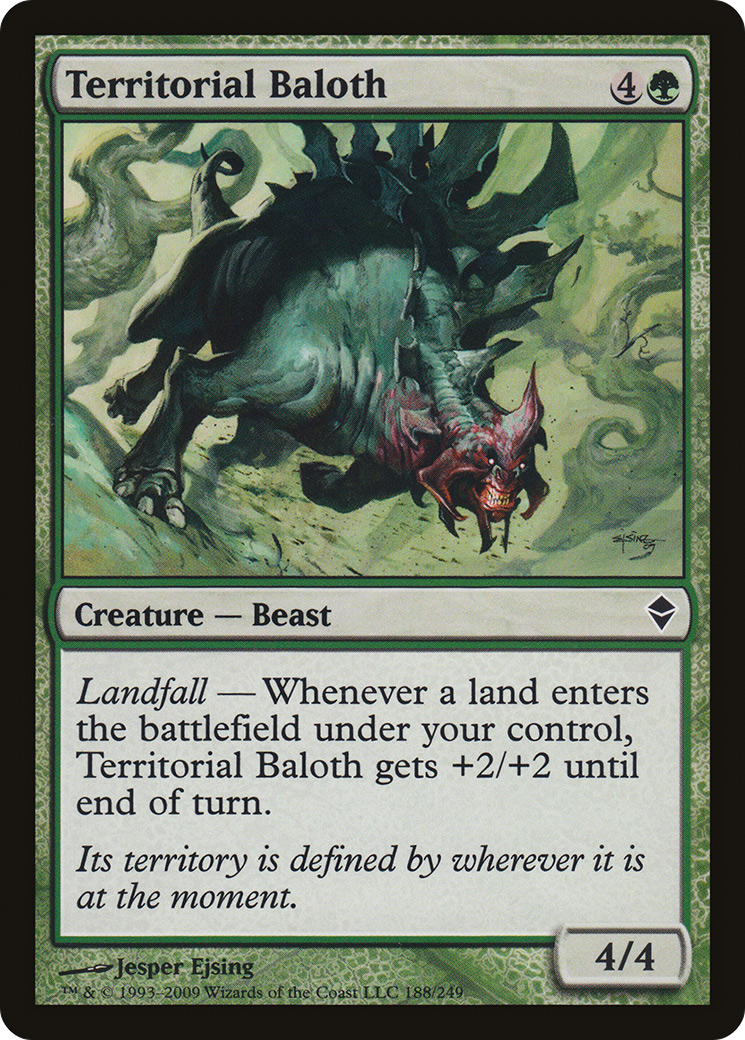 Territorial Baloth
4
Creature — Beast
Landfall — Whenever a land enters
the battlefield under your control,
Territorial Baloth gets +2/+2 until
end of turn.
Its territory is defined by wherever it is
at the moment.
4/4
Jesper Ejsing
™ & © 1993–2009 Wizards of the Coast LLC 188/249